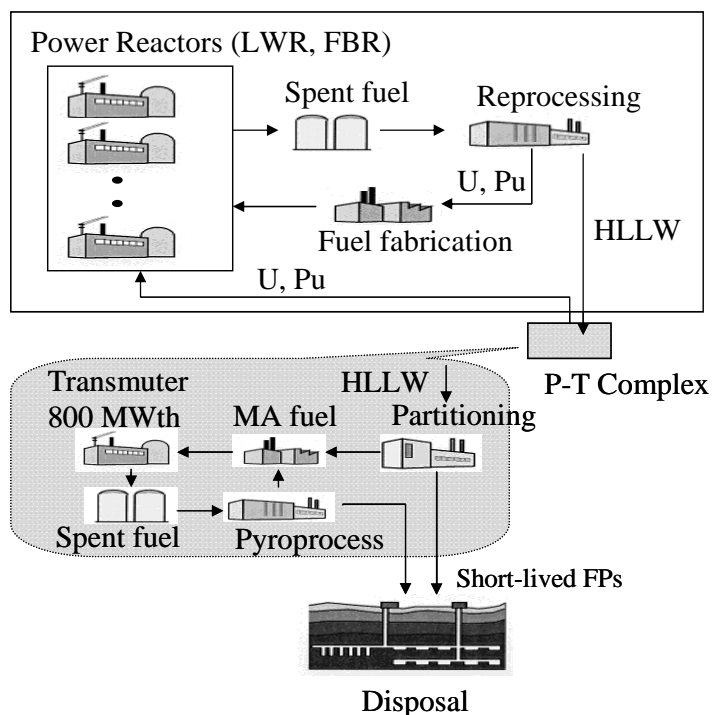 Power Reactors (LWR, FBR)
Spent fuel
Reprocessing
U, Pu
Fuel fabrication
HLLW
U, Pu
P-T Complex
Transmuter
800 MWth
HLLW
MA fuel
Partitioning
Spent fuel
Pyroprocess
Short-lived FPs
Disposal